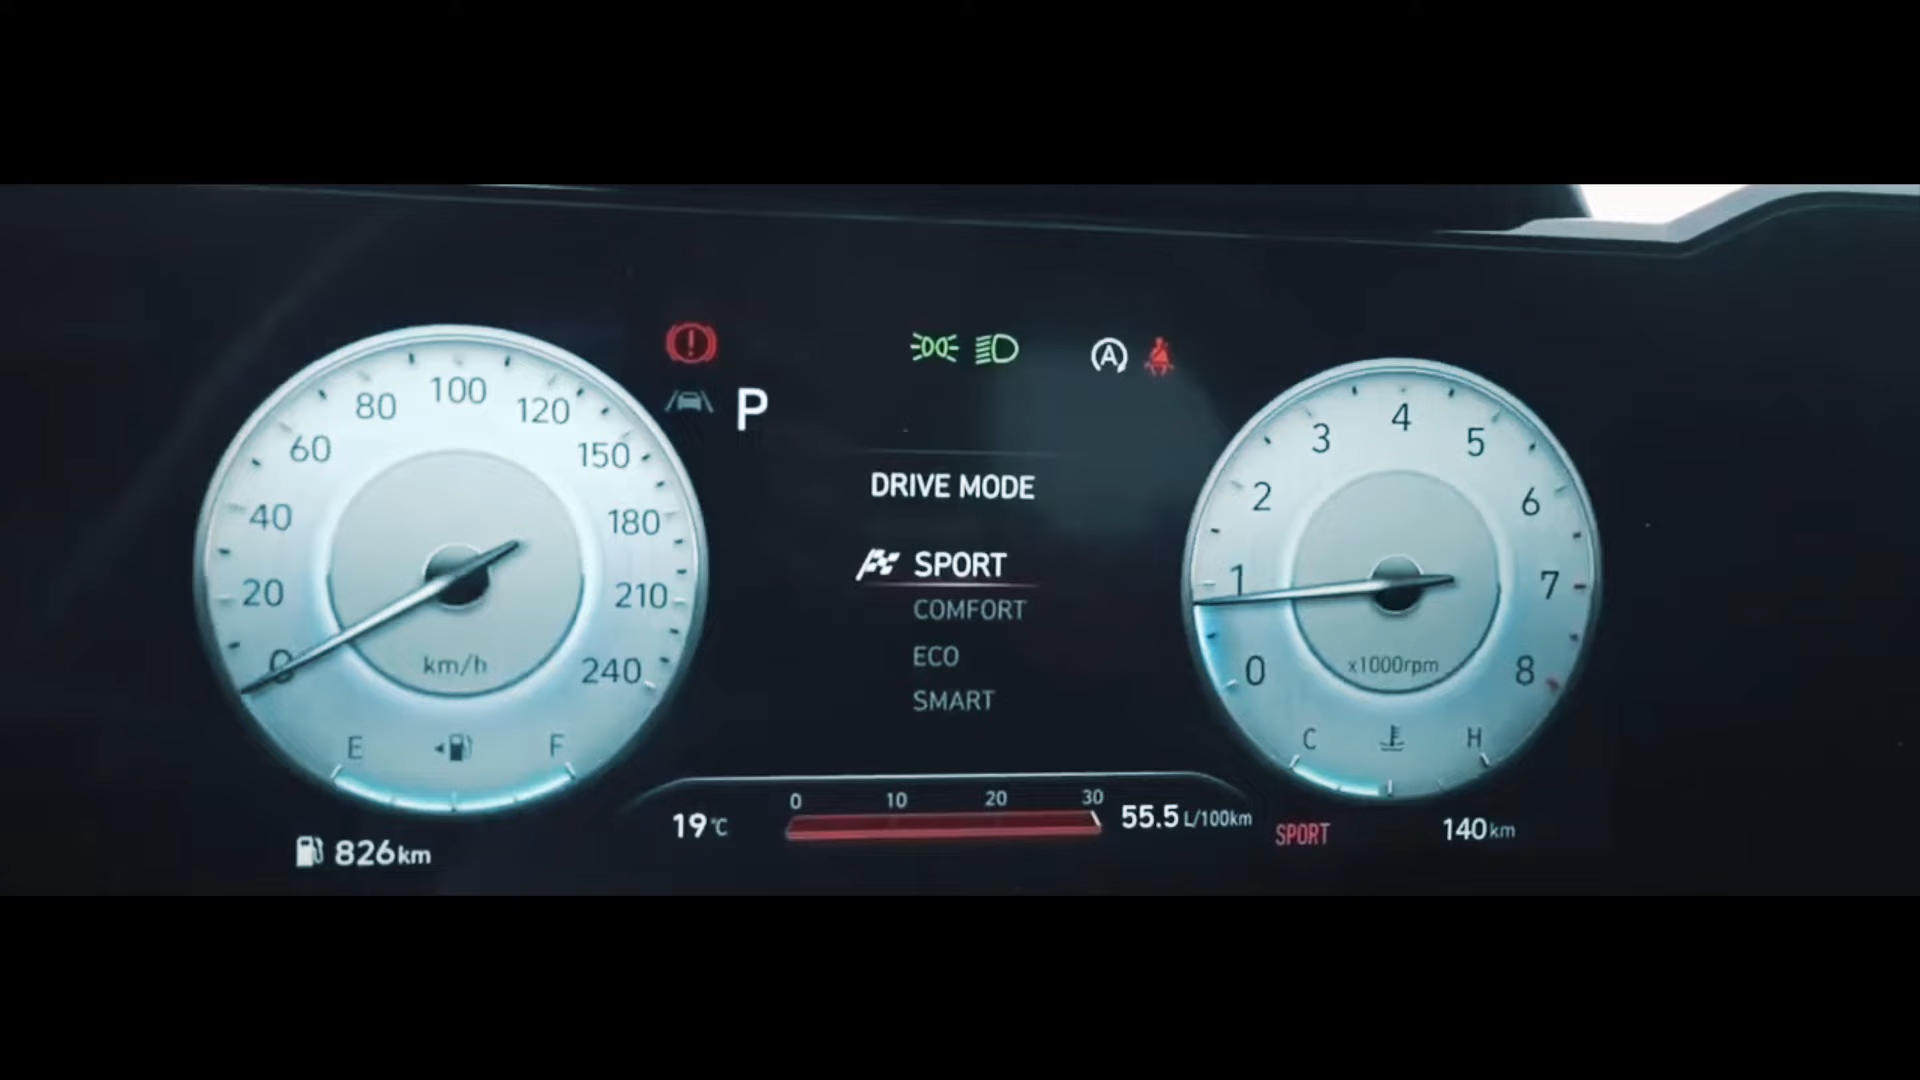 P
A
DRIVE MODE
SPORT
COMFORT
ECO
SMART
0
20
40
60
80
100
120
150
180
210
240
km/h
E
F
826km
19°C
0 10 20 30
55.5 L/100km
0
1
2
3
4
5
6
7
8
x1000rpm
C
H
SPORT
140km